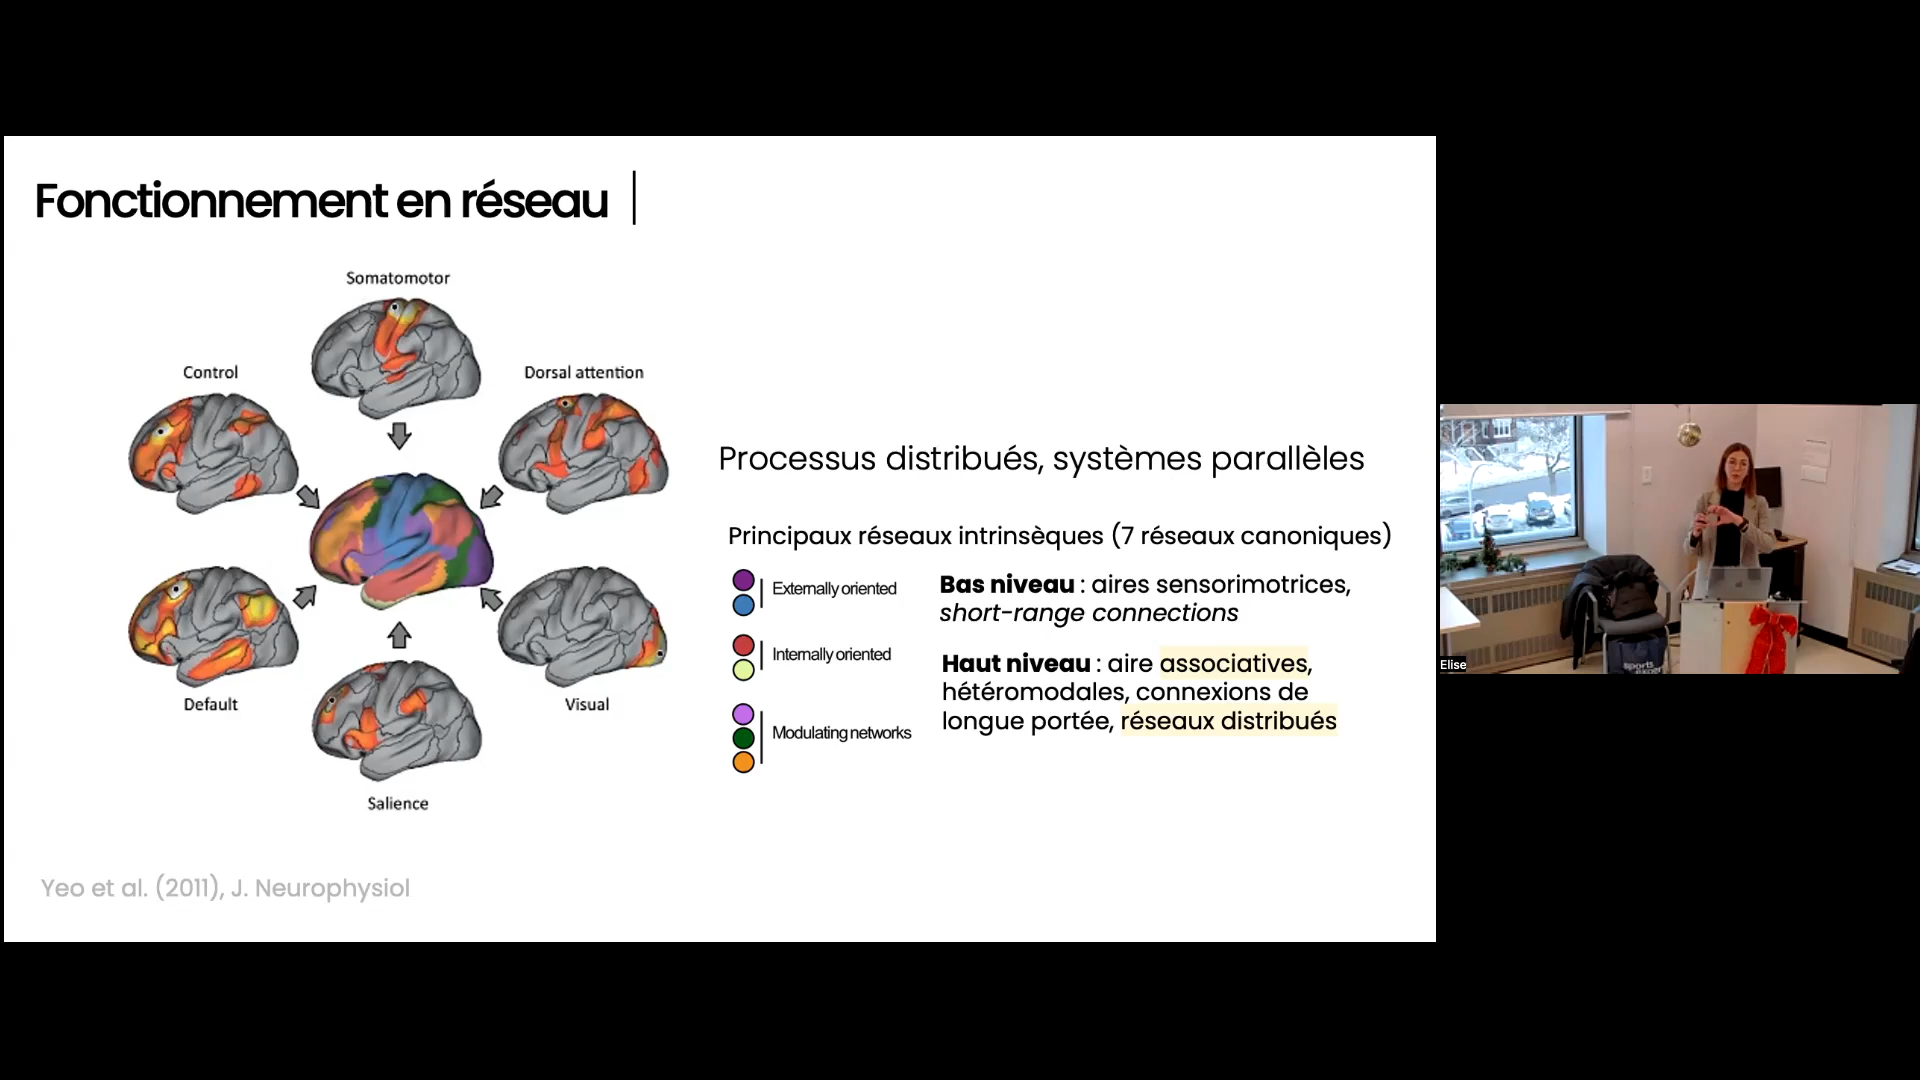 Fonctionnement en réseau
Somatomotor
Control
Dorsal attention
Default
Visual
Salience
Processus distribués, systèmes parallèles
Principaux réseaux intrinsèques (7 réseaux canoniques)
Externally oriented
Internally oriented
Modulating networks
Bas niveau : aires sensorimotrices,
short-range connections
Haut niveau : aire associatives,
hétéromodales, connexions de
longue portée, réseaux distribués
Yeo et al. (2011), J. Neurophysiol
Elise
sports